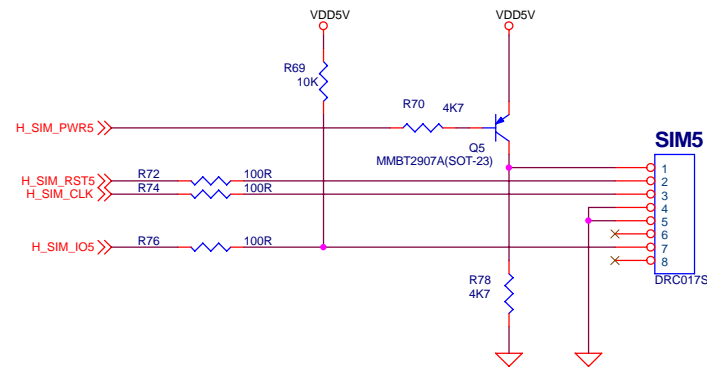 VDD5V
VDD5V
R69
10K
R70
4K7
H_SIM_PWR5
Q5
MMBT2907A(SOT-23)
SIM5
1
H_SIM_RST5
R72
100R
2
H_SIM_CLK
R74
100R
3
4
5
6
H_SIM_IO5
R76
100R
7
8
DRC017S
R78
4K7